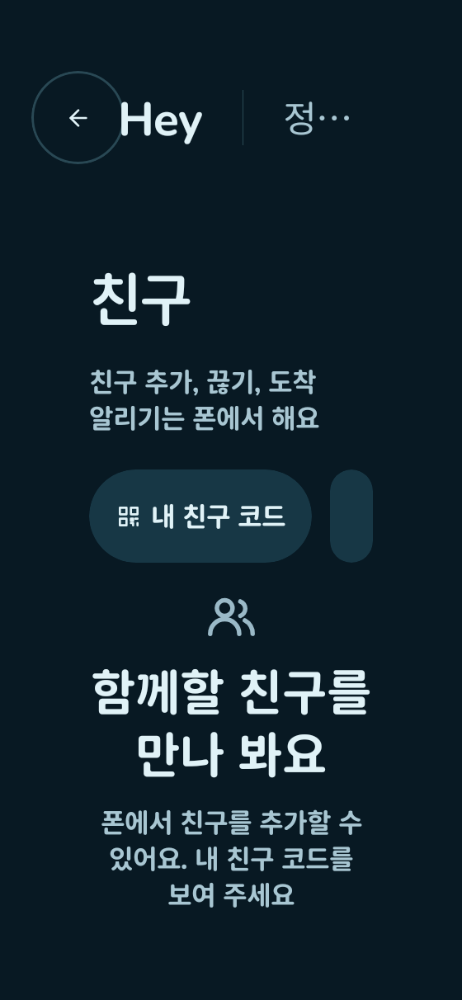 Hey 정…
친구
친구 추가, 끊기, 도착
알리기는 폰에서 해요
내 친구 코드
함께할 친구를
만나 봐요
폰에서 친구를 추가할 수
있어요. 내 친구 코드를
보여 주세요